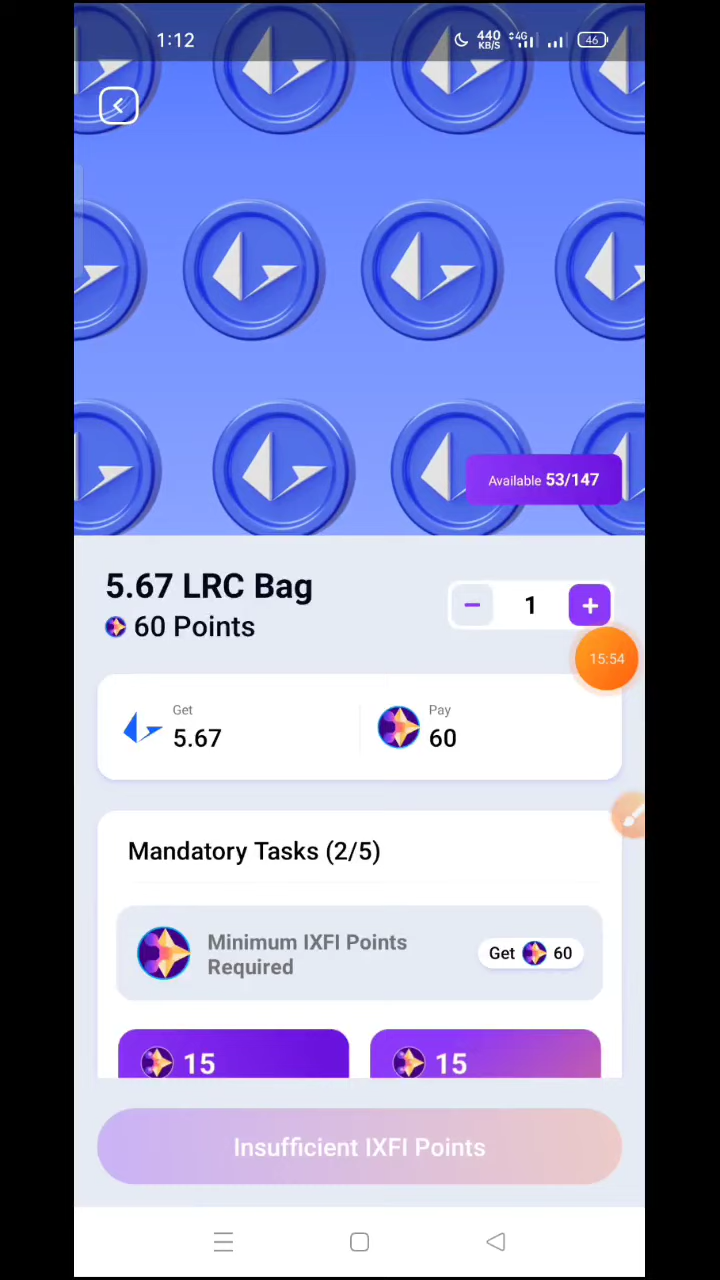 1:12
440
KB/S
4G
46
Available 53/147
5.67 LRC Bag
60 Points
1
15:54
Get
5.67
Pay
60
Mandatory Tasks (2/5)
Minimum IXFI Points
Required
Get 60
15
15
Insufficient IXFI Points